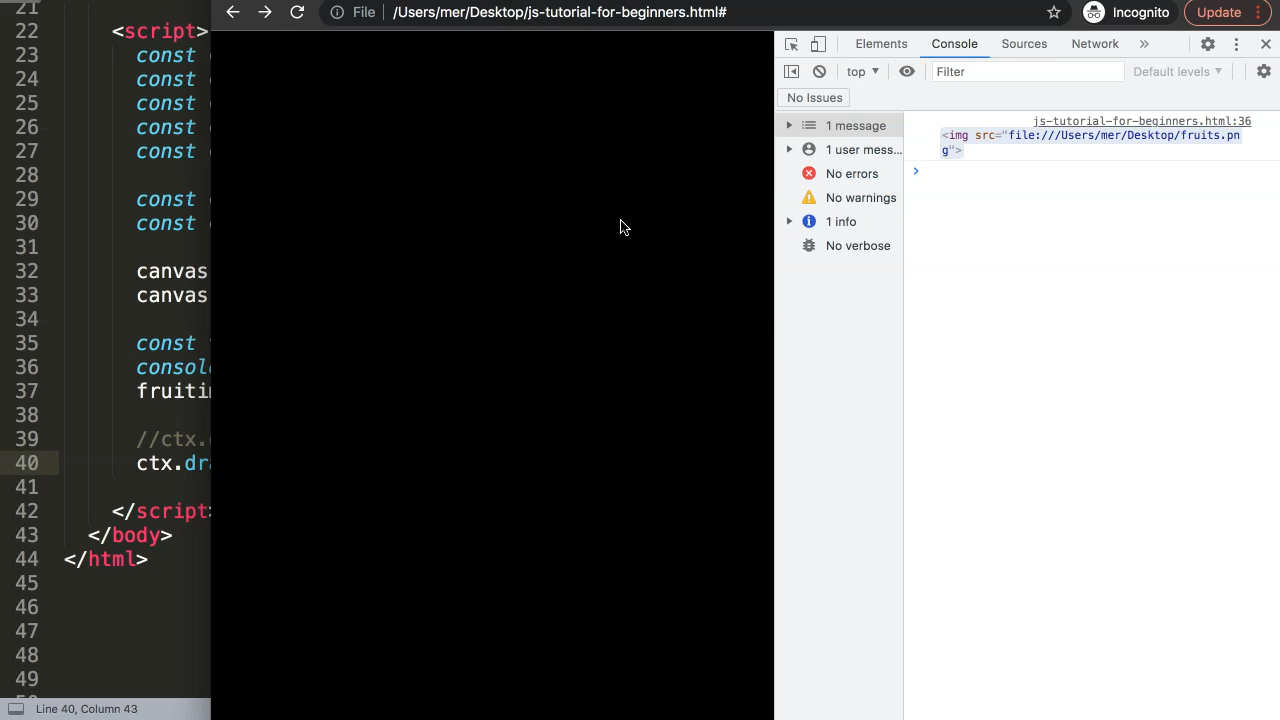 File /Users/mer/Desktop/js-tutorial-for-beginners.html# Incognito Update
Elements Console Sources Network
top Filter Default levels
No Issues
1 message
1 user mess...
No errors
No warnings
1 info
No verbose
js-tutorial-for-beginners.html:36
<img src="file:///Users/mer/Desktop/fruits.pn
g">
21
22 <script>
23 const
24 const
25 const
26 const
27 const
28
29 const
30 const
31
32 canvas
33 canvas
34
35 const
36 consol
37 fruiti
38
39 //ctx.
40 ctx.dra
41
42 </script>
43 </body>
44 </html>
45
46
47
48
49
Line 40, Column 43